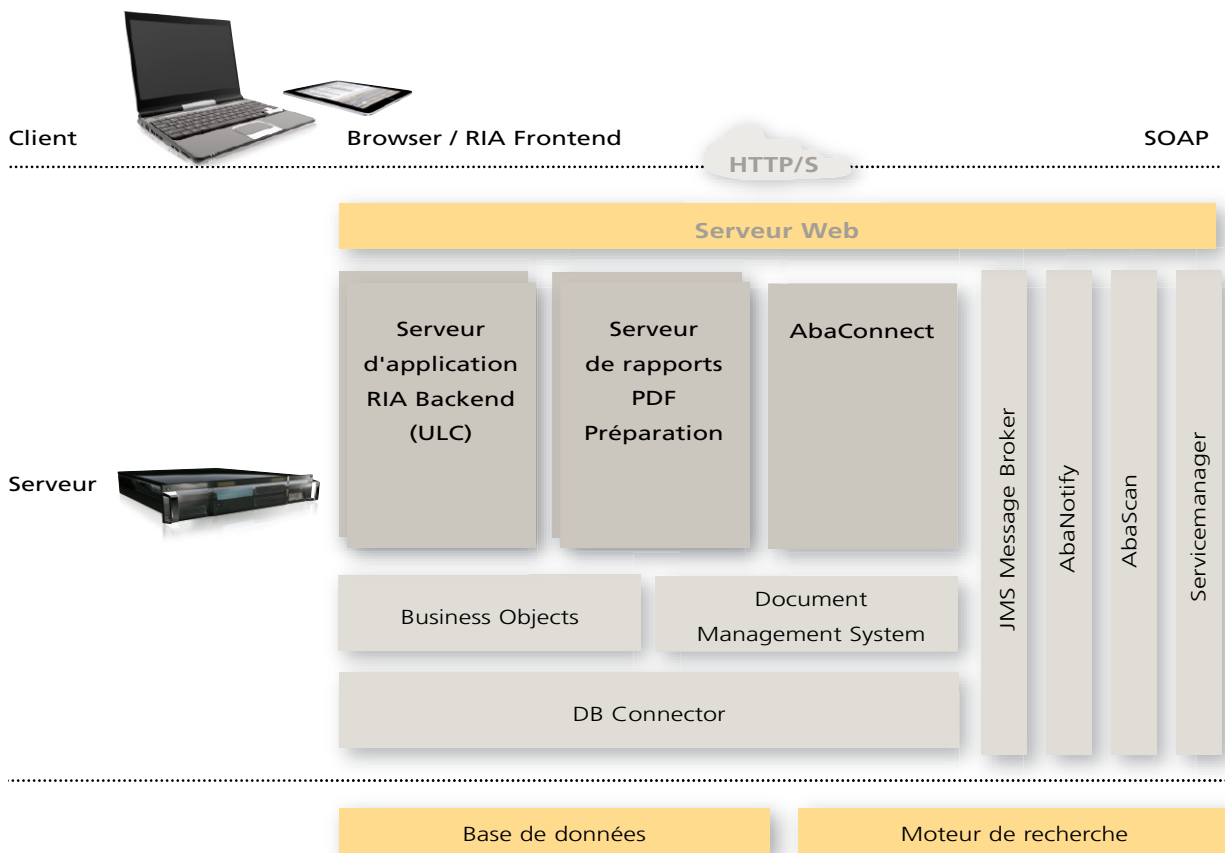 Client
Browser / RIA Frontend
HTTP/S
SOAP
Serveur Web
Serveur
d'application
RIA Backend
(ULC)
Serveur
de rapports
PDF
Préparation
AbaConnect
JMS Message Broker
AbaNotify
AbaScan
Servicemanager
Serveur
Business Objects
Document
Management System
DB Connector
Base de données
Moteur de recherche